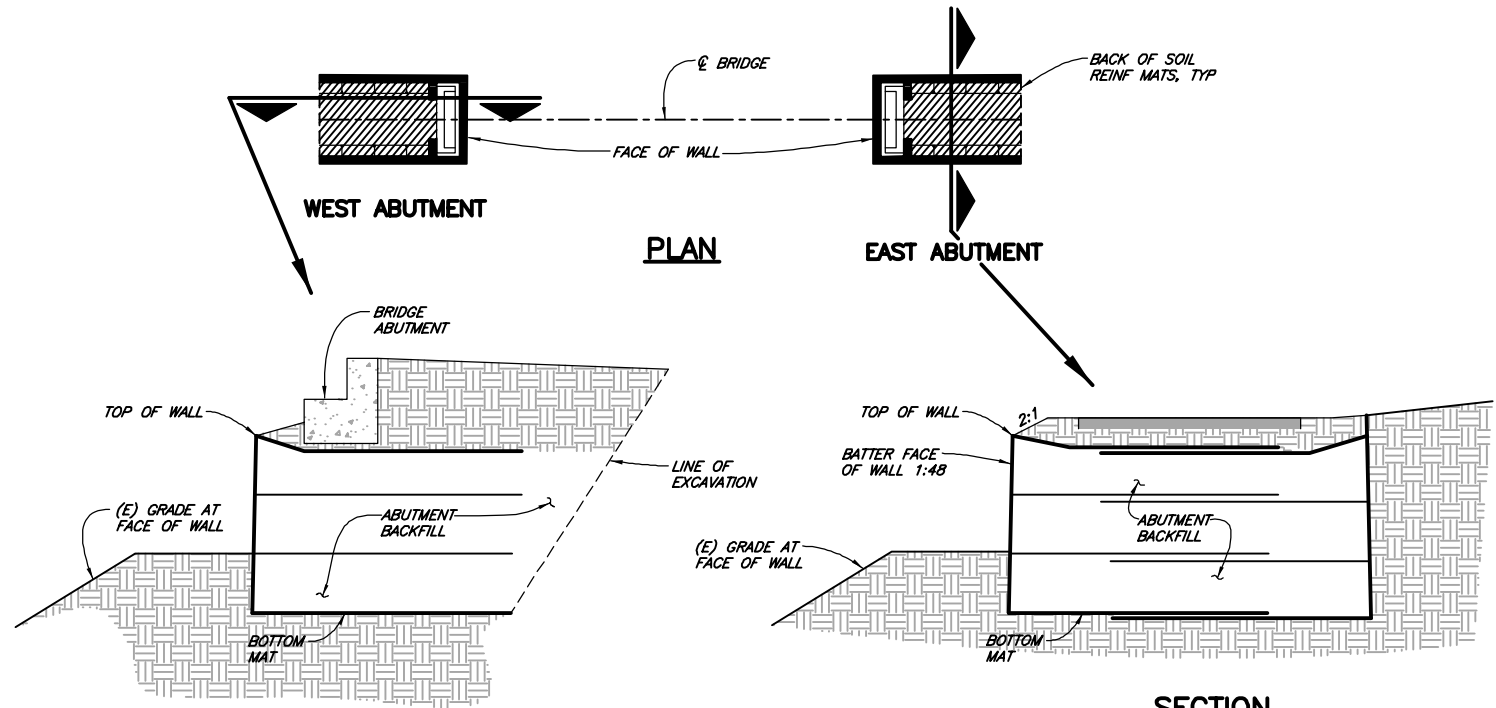 ℄ BRIDGE
BACK OF SOIL
REINF MATS, TYP
FACE OF WALL
WEST ABUTMENT
PLAN
EAST ABUTMENT
BRIDGE
ABUTMENT
TOP OF WALL
LINE OF
EXCAVATION
(E) GRADE AT
FACE OF WALL
ABUTMENT
BACKFILL
BOTTOM
MAT
2:1
TOP OF WALL
BATTER FACE
OF WALL 1:48
ABUTMENT
BACKFILL
(E) GRADE AT
FACE OF WALL
BOTTOM
MAT
SECTION